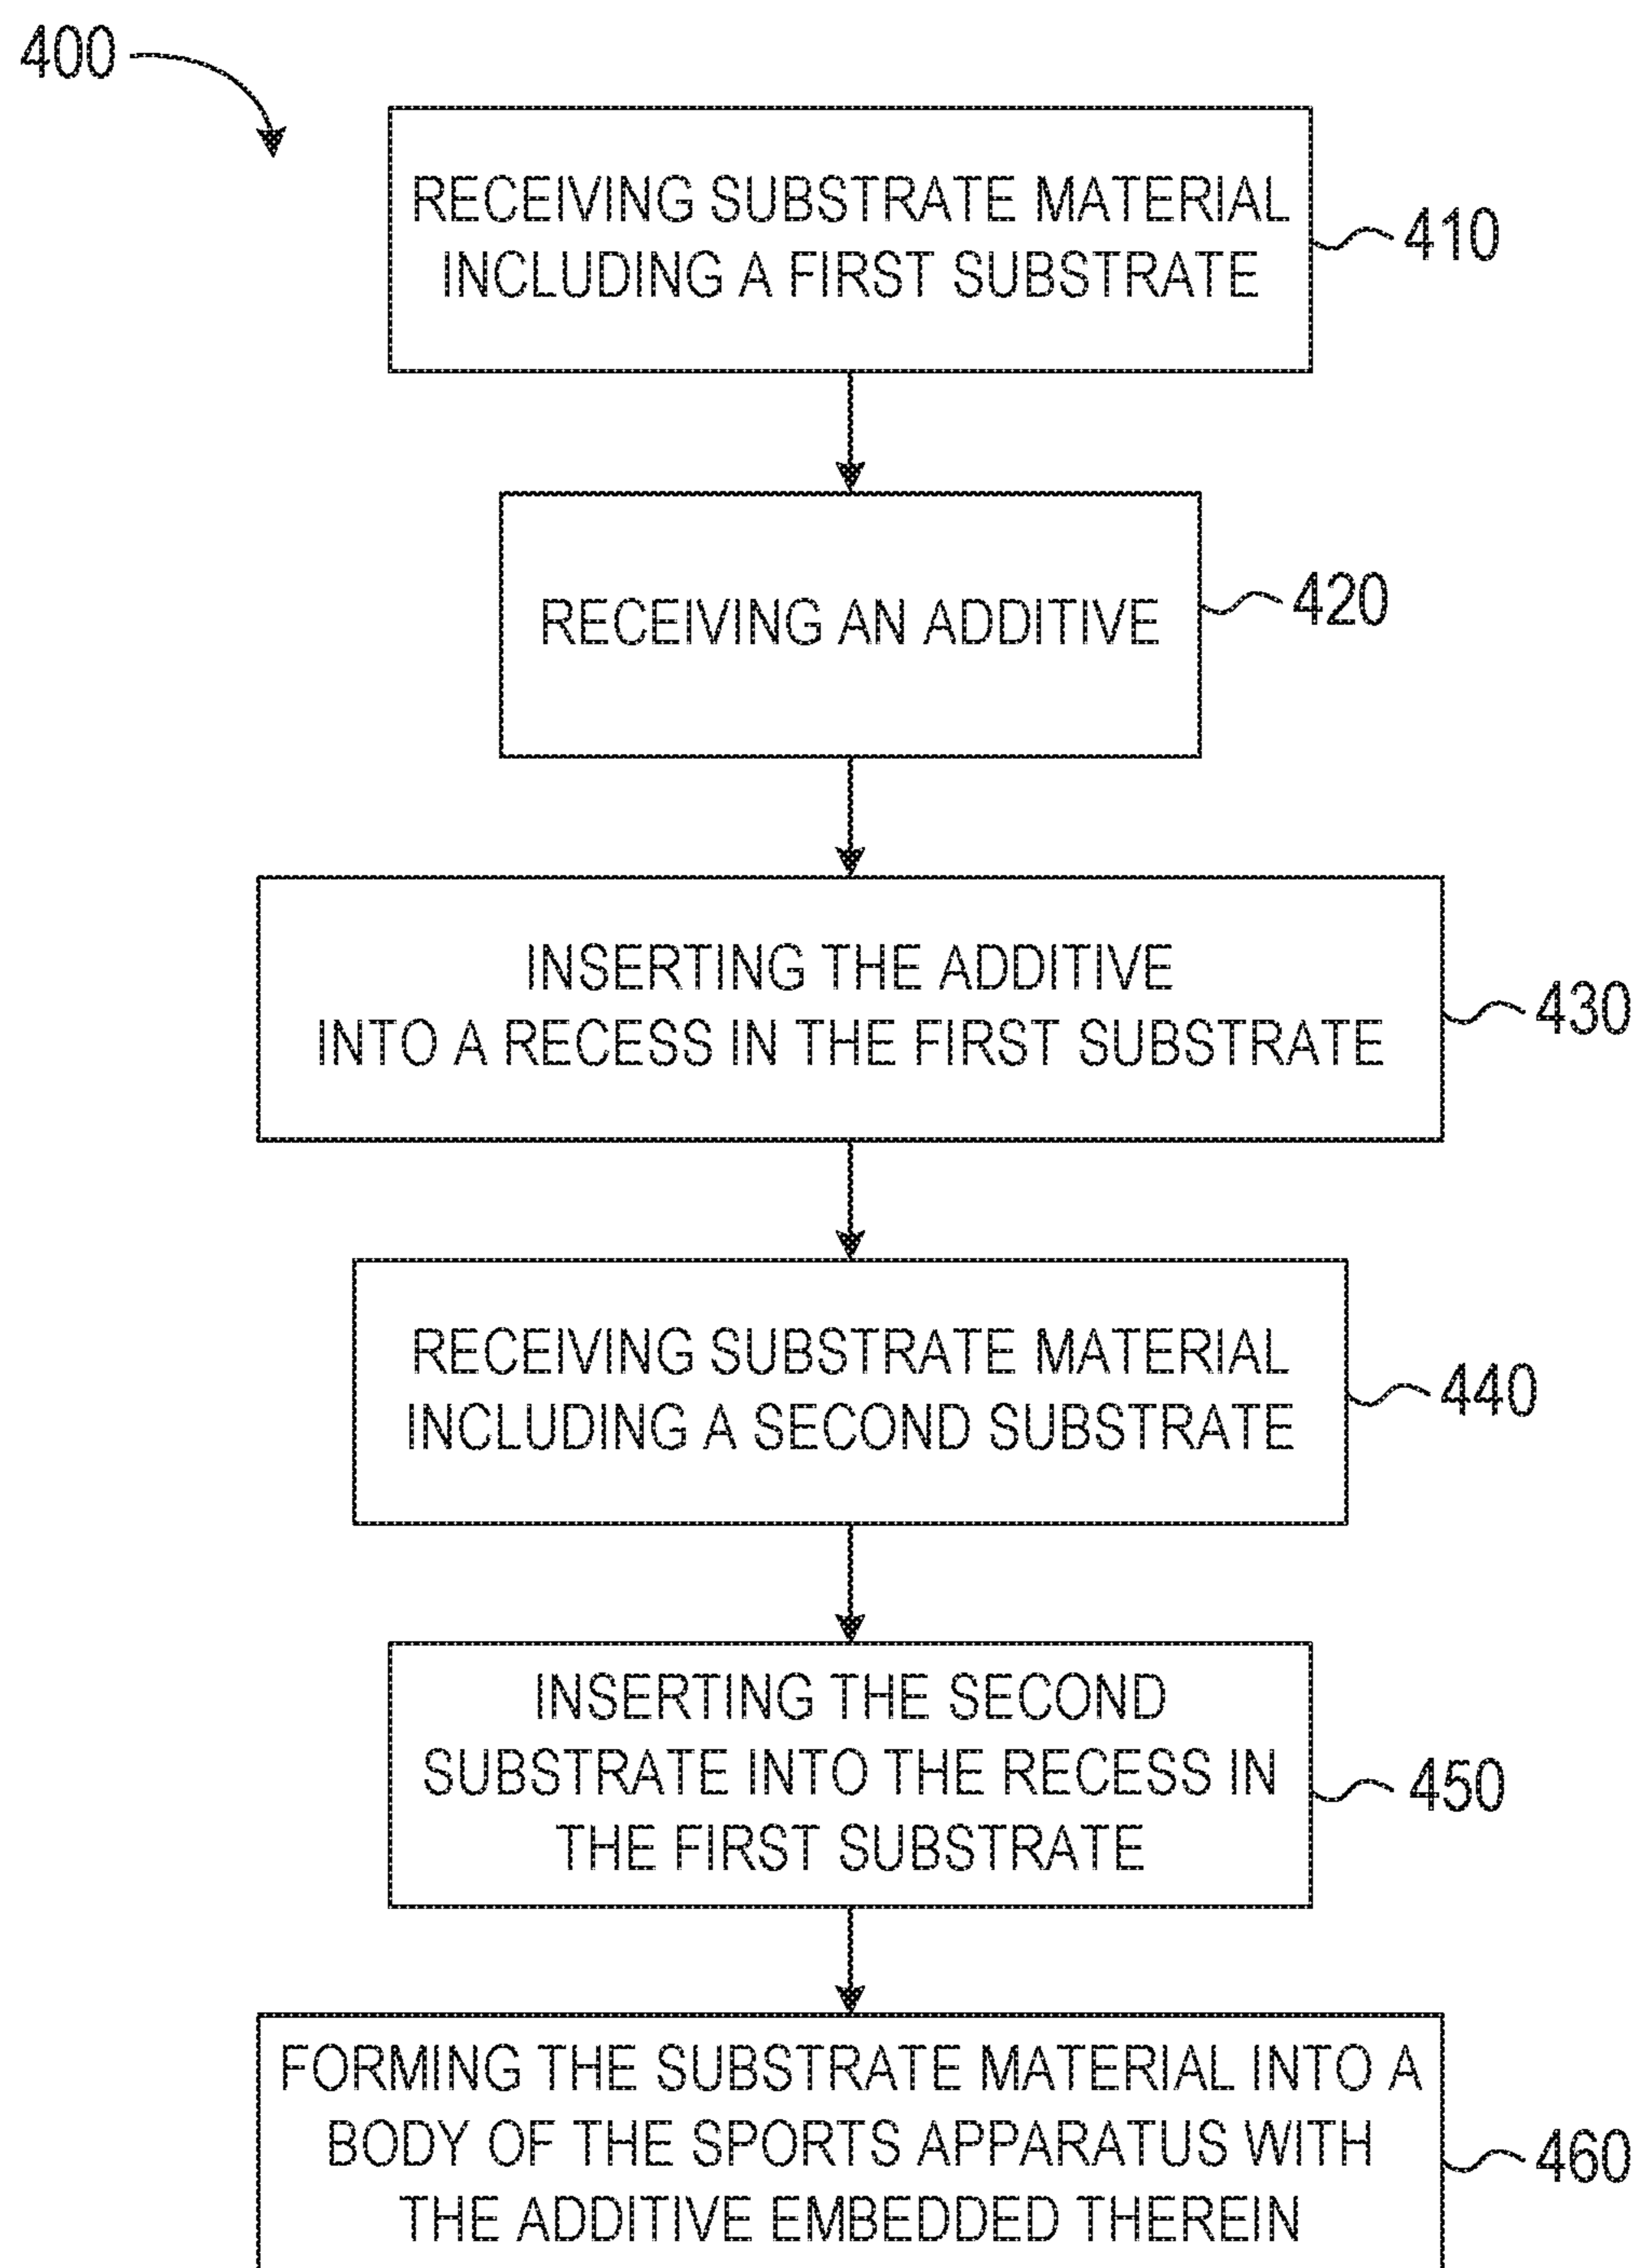 400
RECEIVING SUBSTRATE MATERIAL
INCLUDING A FIRST SUBSTRATE
410
RECEIVING AN ADDITIVE
420
INSERTING THE ADDITIVE
INTO A RECESS IN THE FIRST SUBSTRATE
430
RECEIVING SUBSTRATE MATERIAL
INCLUDING A SECOND SUBSTRATE
440
INSERTING THE SECOND
SUBSTRATE INTO THE RECESS IN
THE FIRST SUBSTRATE
450
FORMING THE SUBSTRATE MATERIAL INTO A
BODY OF THE SPORTS APPARATUS WITH
THE ADDITIVE EMBEDDED THEREIN
460